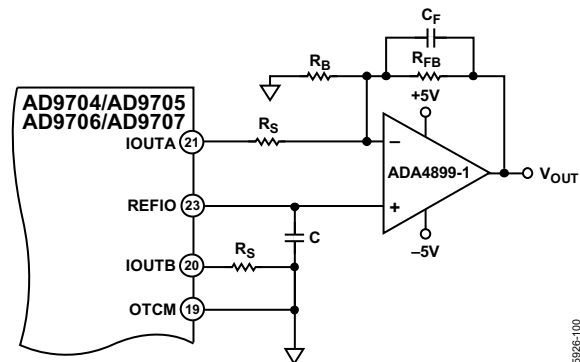 C_F
R_B
R_FB
AD9704/AD9705
AD9706/AD9707
+5V
IOUTA 21
R_S
–
ADA4899-1
V_OUT
REFIO 23
+
C
–5V
IOUTB 20
R_S
OTCM 19
5926-100